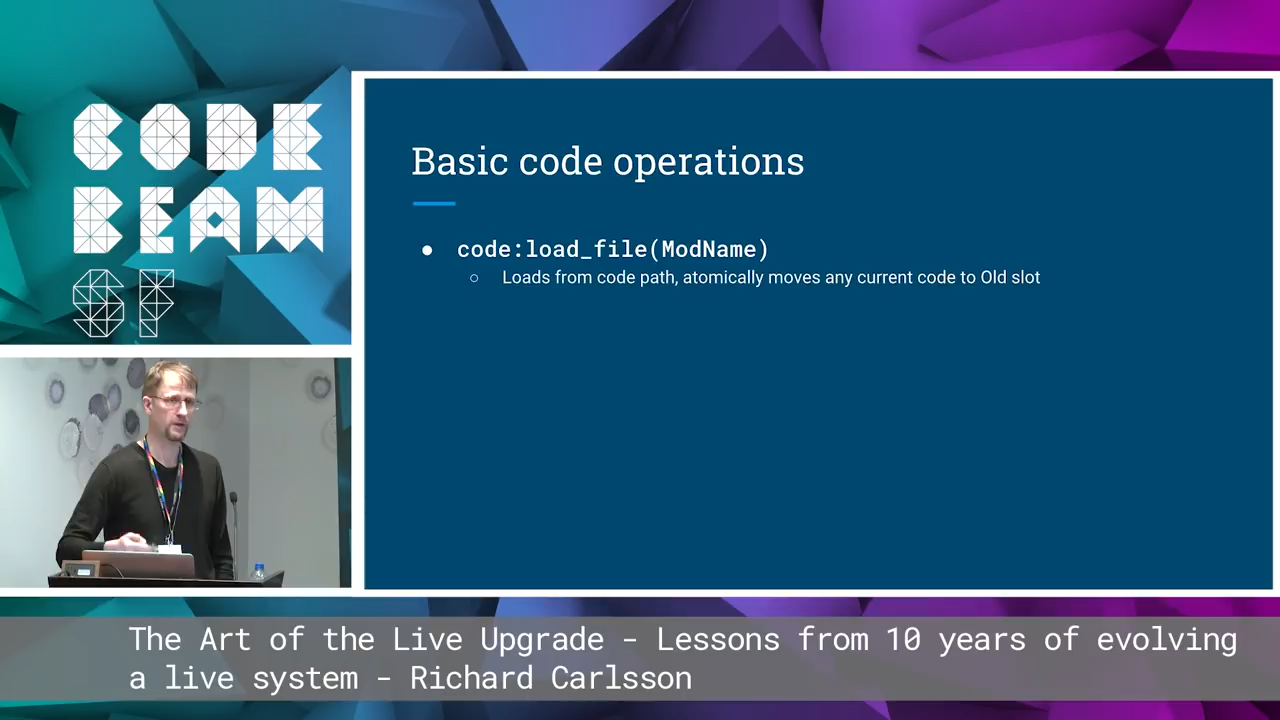 CODE
BEAM
SF
Basic code operations
● code:load_file(ModName)
○ Loads from code path, atomically moves any current code to Old slot
The Art of the Live Upgrade - Lessons from 10 years of evolving
a live system - Richard Carlsson